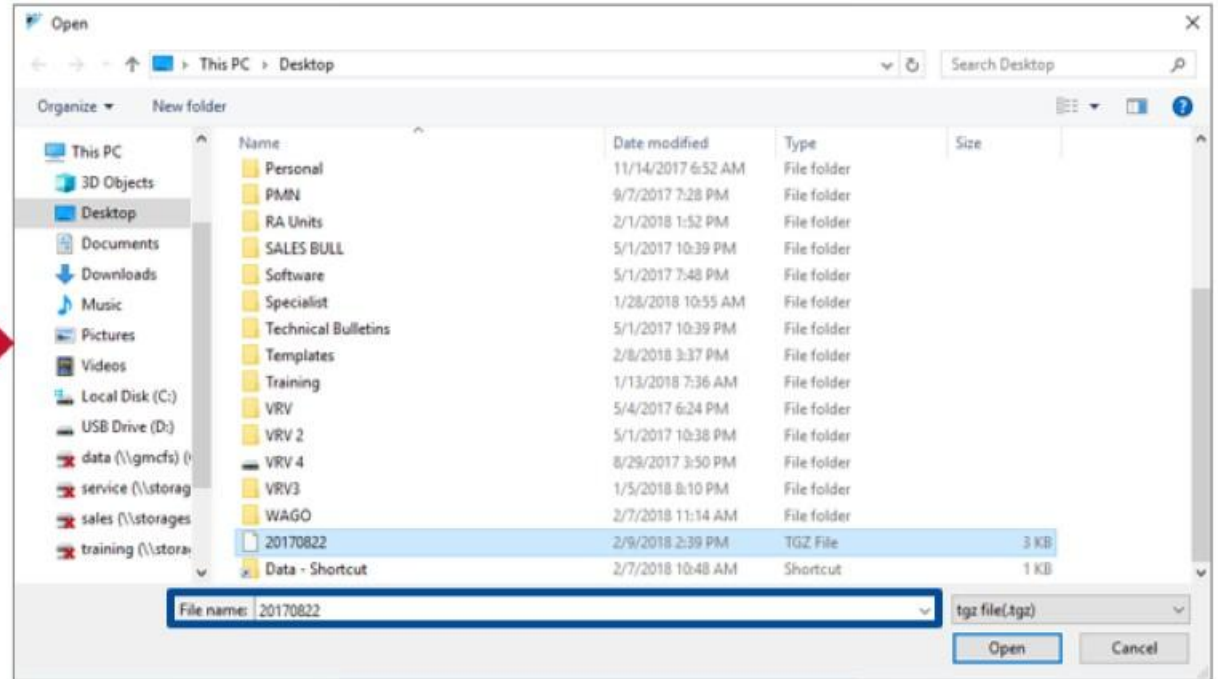 Open
This PC > Desktop
Search Desktop
Organize
New folder
Name Date modified Type Size
This PC
3D Objects
Desktop
Documents
Downloads
Music
Pictures
Videos
Local Disk (C:)
USB Drive (D:)
data (\\gmcfs) (
service (\\storag
sales (\\storages
training (\\stora
Personal 11/14/2017 6:52 AM File folder
PMN 9/7/2017 7:28 PM File folder
RA Units 2/1/2018 1:52 PM File folder
SALES BULL 5/1/2017 10:39 PM File folder
Software 5/1/2017 7:48 PM File folder
Specialist 1/28/2018 10:55 AM File folder
Technical Bulletins 5/1/2017 10:39 PM File folder
Templates 2/8/2018 3:37 PM File folder
Training 1/13/2018 7:36 AM File folder
VRV 5/4/2017 6:24 PM File folder
VRV 2 5/1/2017 10:38 PM File folder
VRV 4 8/29/2017 3:50 PM File folder
VRV3 1/5/2018 8:10 PM File folder
WAGO 2/7/2018 11:14 AM File folder
20170822 2/9/2018 2:39 PM TGZ File 3 KB
Data - Shortcut 2/7/2018 10:48 AM Shortcut 1 KB
File name: 20170822
tgz file(.tgz)
Open
Cancel